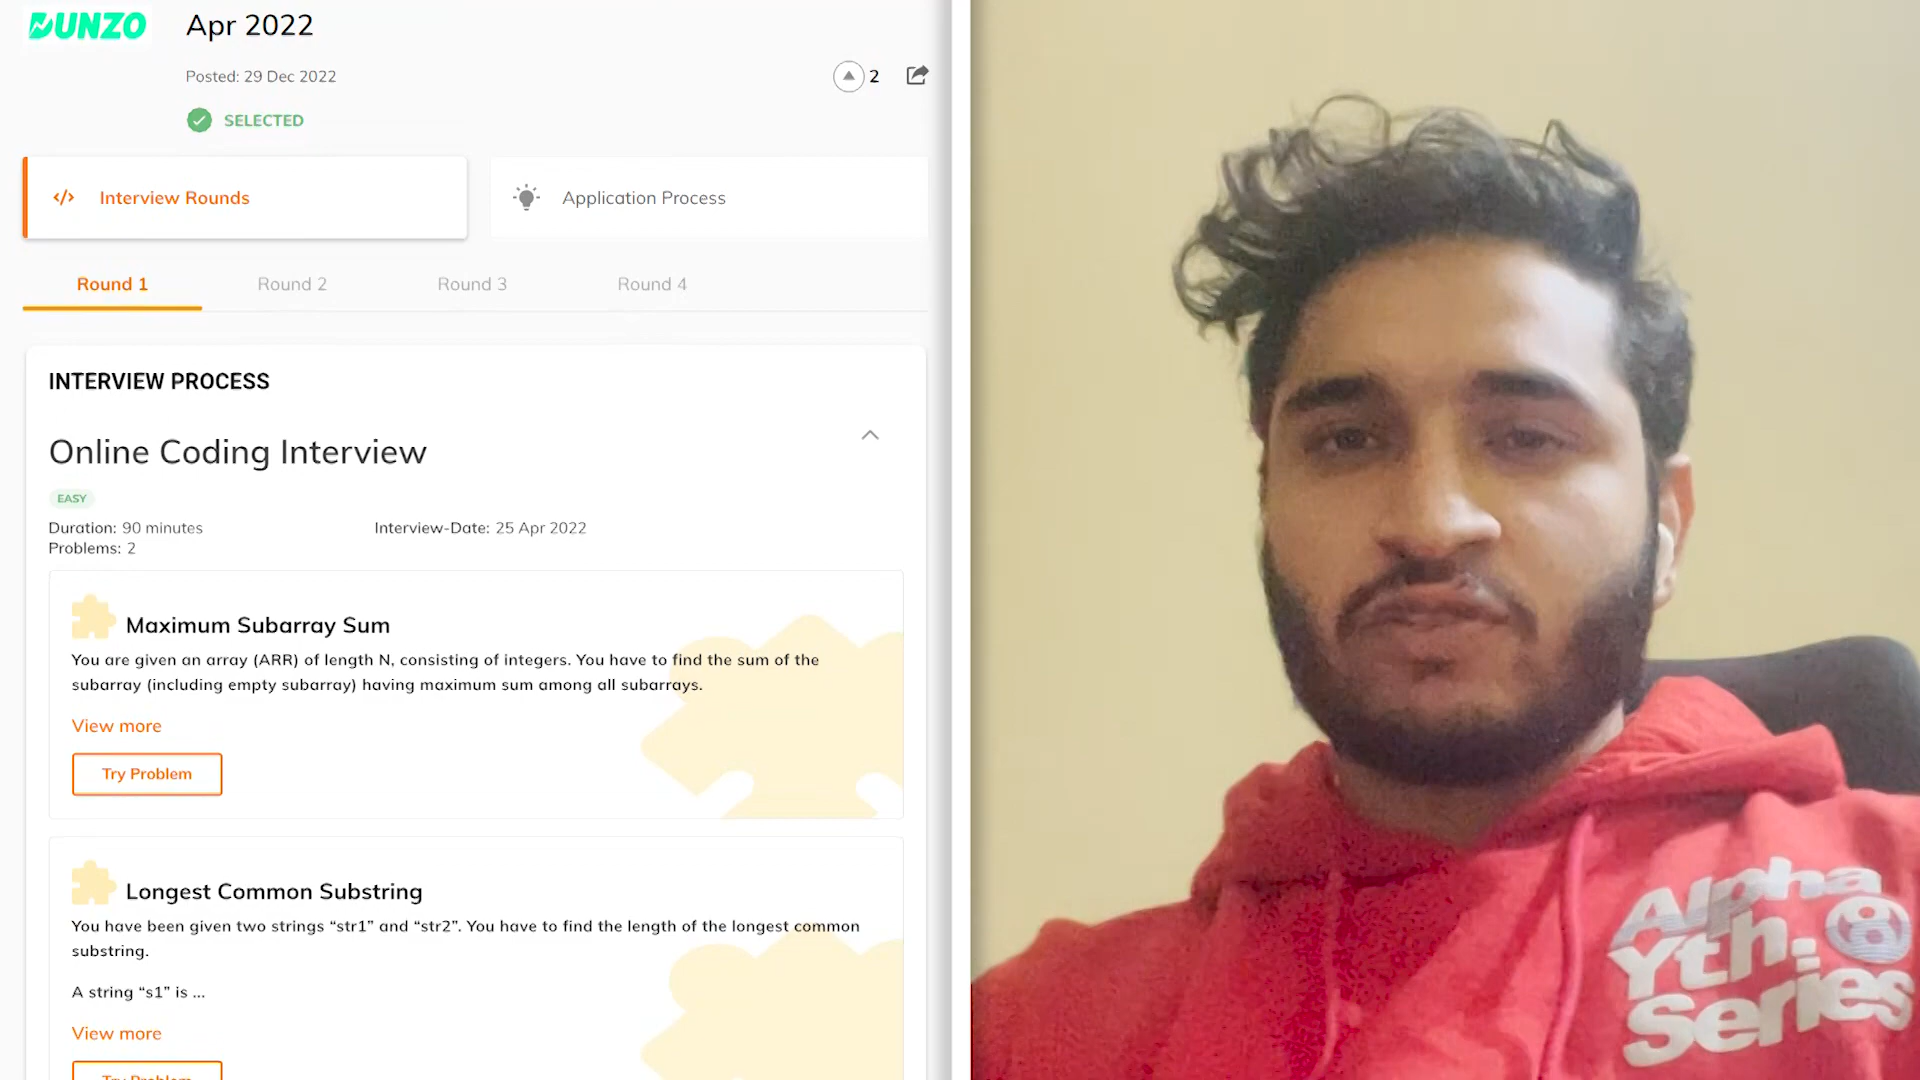 DUNZO
Apr 2022
Posted: 29 Dec 2022
2
SELECTED
Interview Rounds
Application Process
Round 1
Round 2
Round 3
Round 4
INTERVIEW PROCESS
Online Coding Interview
EASY
Duration: 90 minutes
Interview-Date: 25 Apr 2022
Problems: 2
Maximum Subarray Sum
You are given an array (ARR) of length N, consisting of integers. You have to find the sum of the
subarray (including empty subarray) having maximum sum among all subarrays.
View more
Try Problem
Longest Common Substring
You have been given two strings “str1” and “str2”. You have to find the length of the longest common
substring.
A string “s1” is ...
View more
Try Problem
Alpha
Yth.
Series